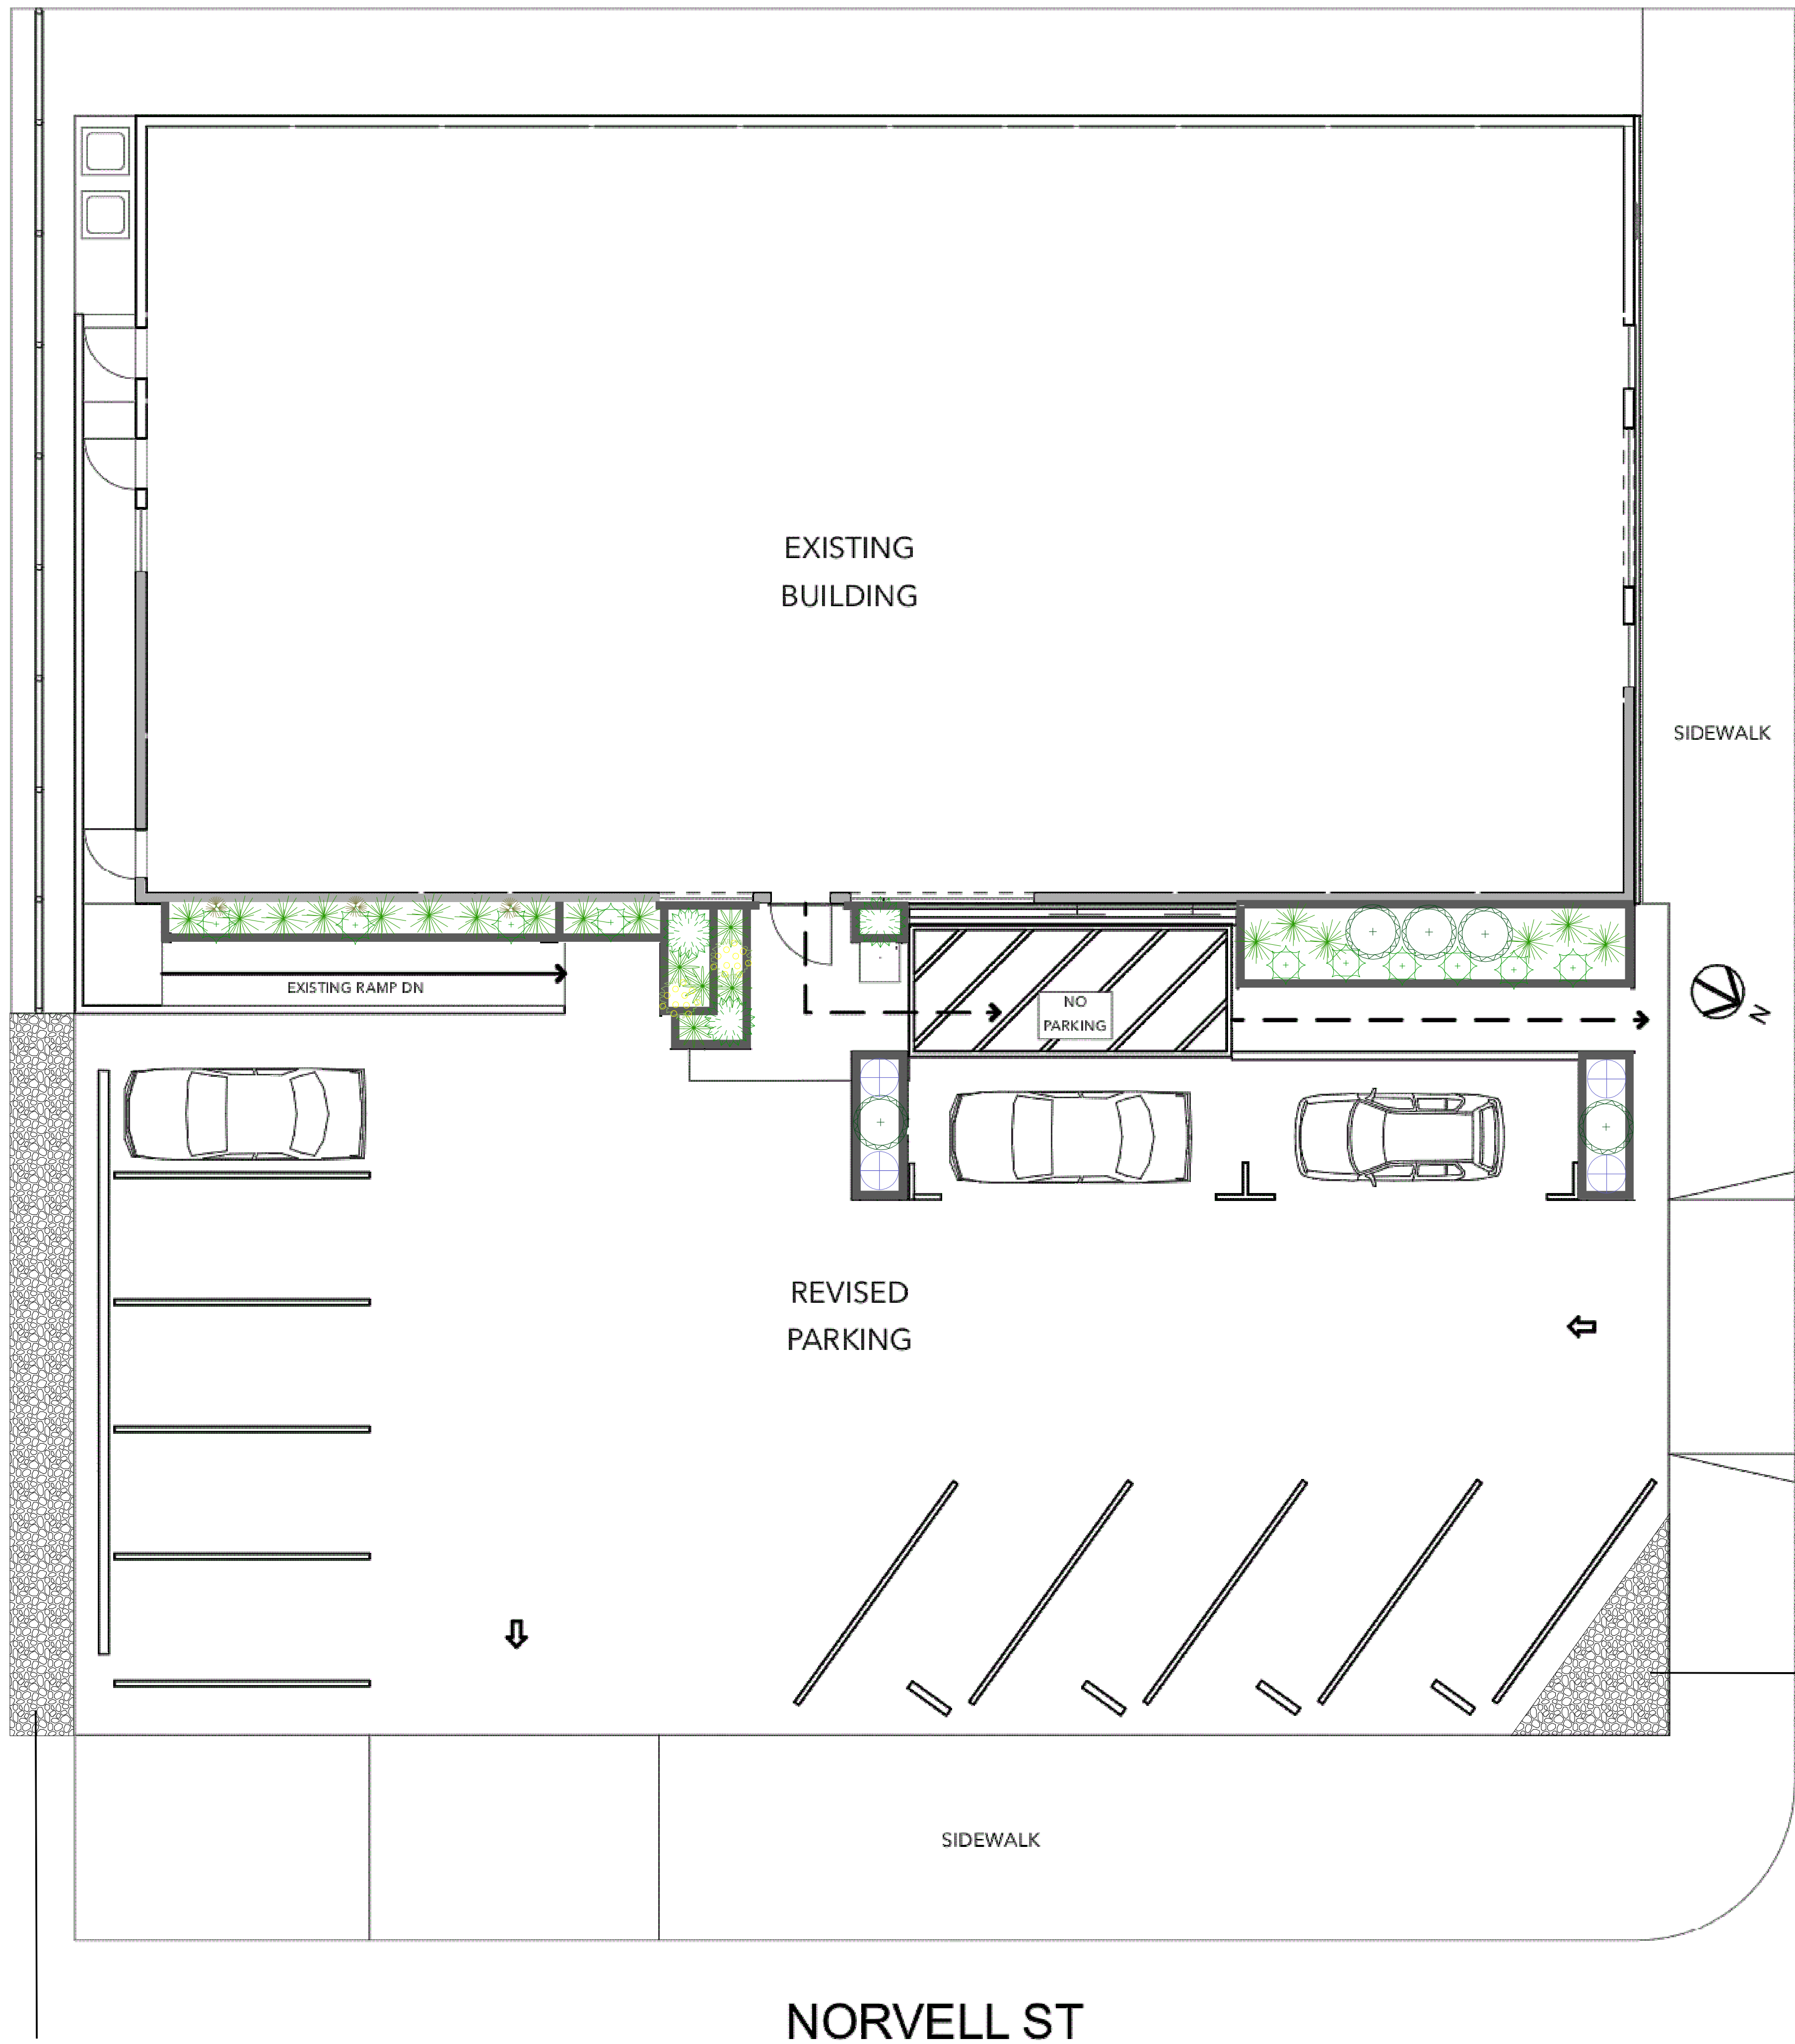 EXISTING
BUILDING
SIDEWALK
EXISTING RAMP DN
NO
PARKING
N
REVISED
PARKING
SIDEWALK
NORVELL ST